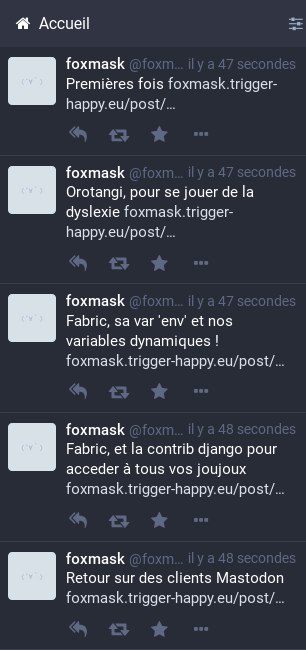 Accueil
foxmask @foxm… il y a 47 secondes
Premières fois foxmask.trigger-
happy.eu/post/…
foxmask @foxm… il y a 47 secondes
Orotangi, pour se jouer de la
dyslexie foxmask.trigger-
happy.eu/post/…
foxmask @foxm… il y a 47 secondes
Fabric, sa var 'env' et nos
variables dynamiques !
foxmask.trigger-happy.eu/post/…
foxmask @foxm… il y a 48 secondes
Fabric, et la contrib django pour
acceder à tous vos joujoux
foxmask.trigger-happy.eu/post/…
foxmask @foxm… il y a 48 secondes
Retour sur des clients Mastodon
foxmask.trigger-happy.eu/post/…